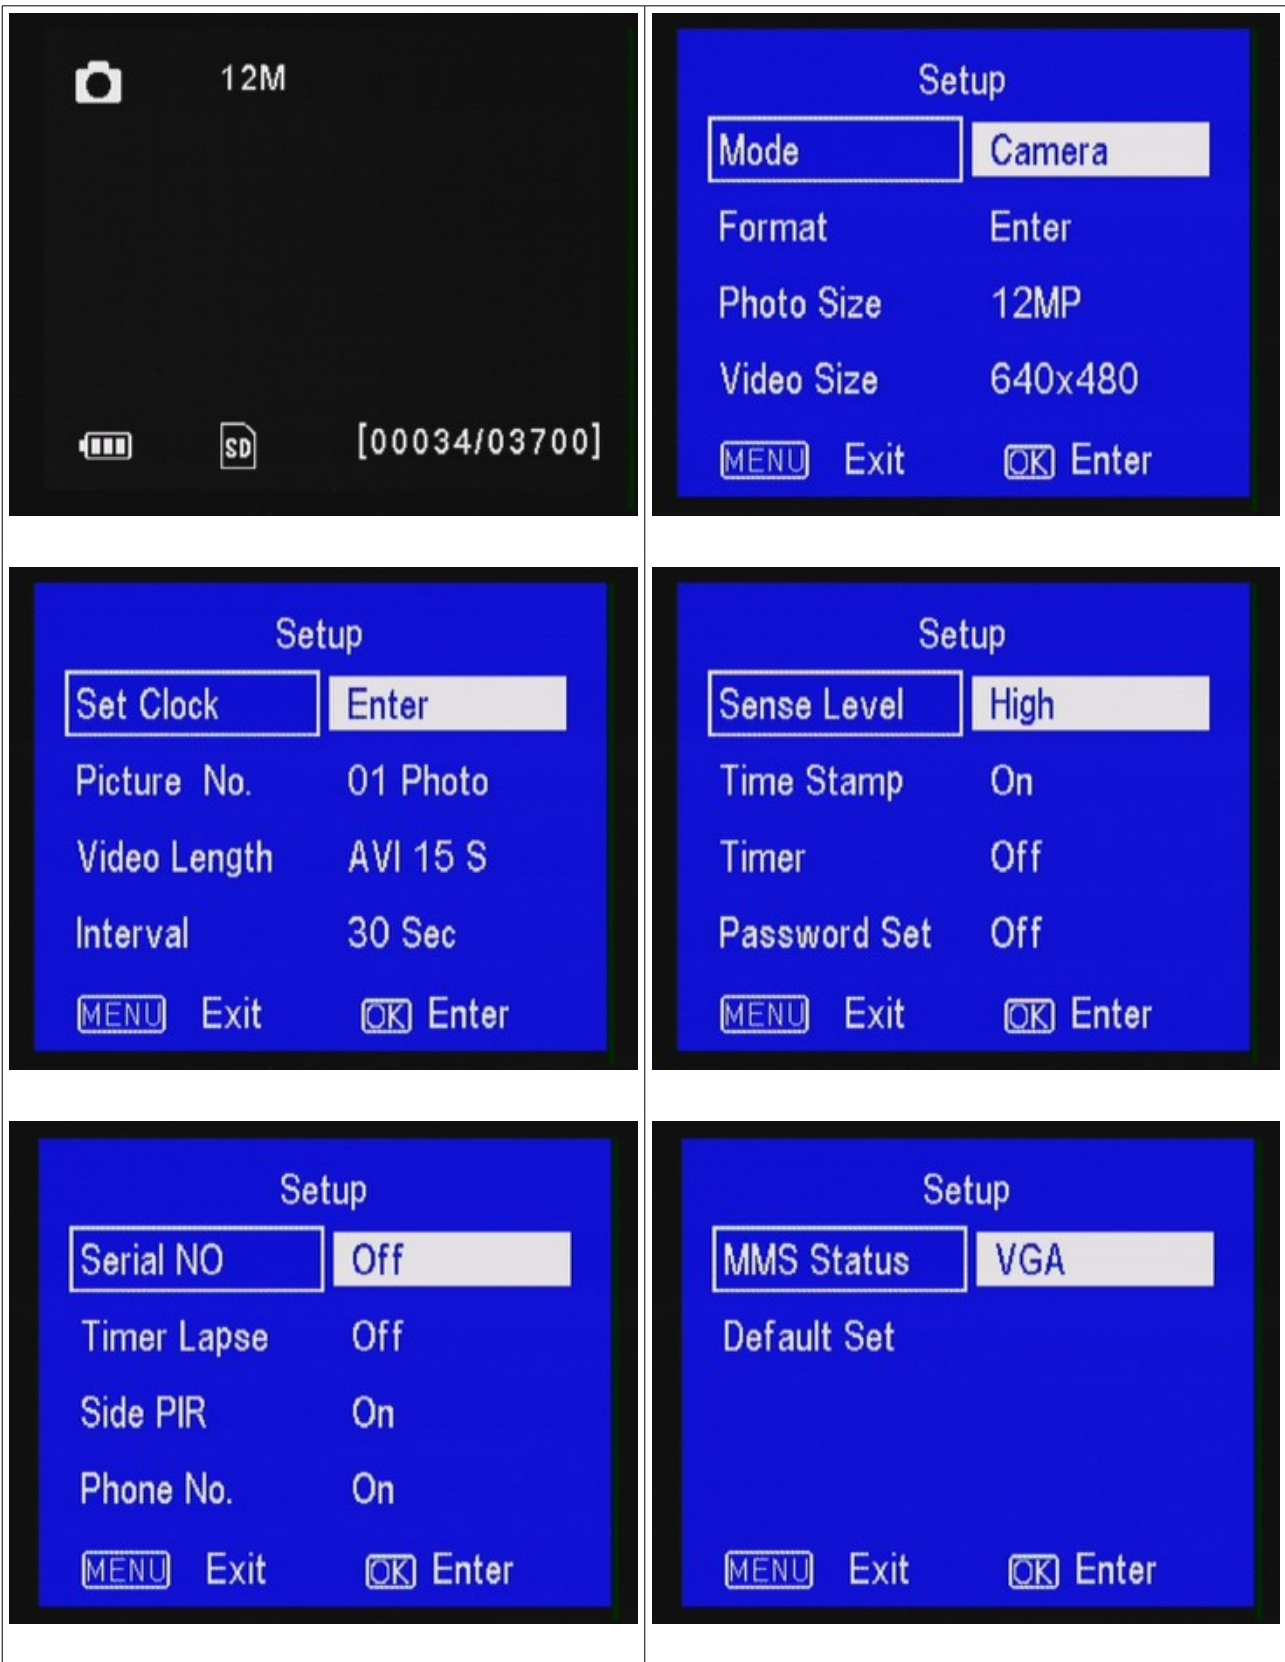 12M
SD [00034/03700]
Setup
Mode Camera
Format Enter
Photo Size 12MP
Video Size 640x480
MENU Exit OK Enter
Setup
Set Clock Enter
Picture No. 01 Photo
Video Length AVI 15 S
Interval 30 Sec
MENU Exit OK Enter
Setup
Sense Level High
Time Stamp On
Timer Off
Password Set Off
MENU Exit OK Enter
Setup
Serial NO Off
Timer Lapse Off
Side PIR On
Phone No. On
MENU Exit OK Enter
Setup
MMS Status VGA
Default Set
MENU Exit OK Enter